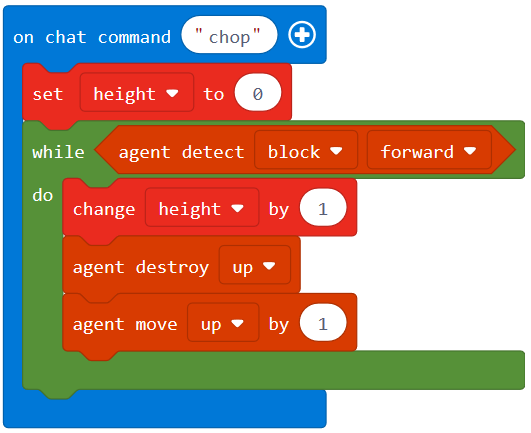 on chat command "chop"
set height to 0
while agent detect block forward
do
change height by 1
agent destroy up
agent move up by 1